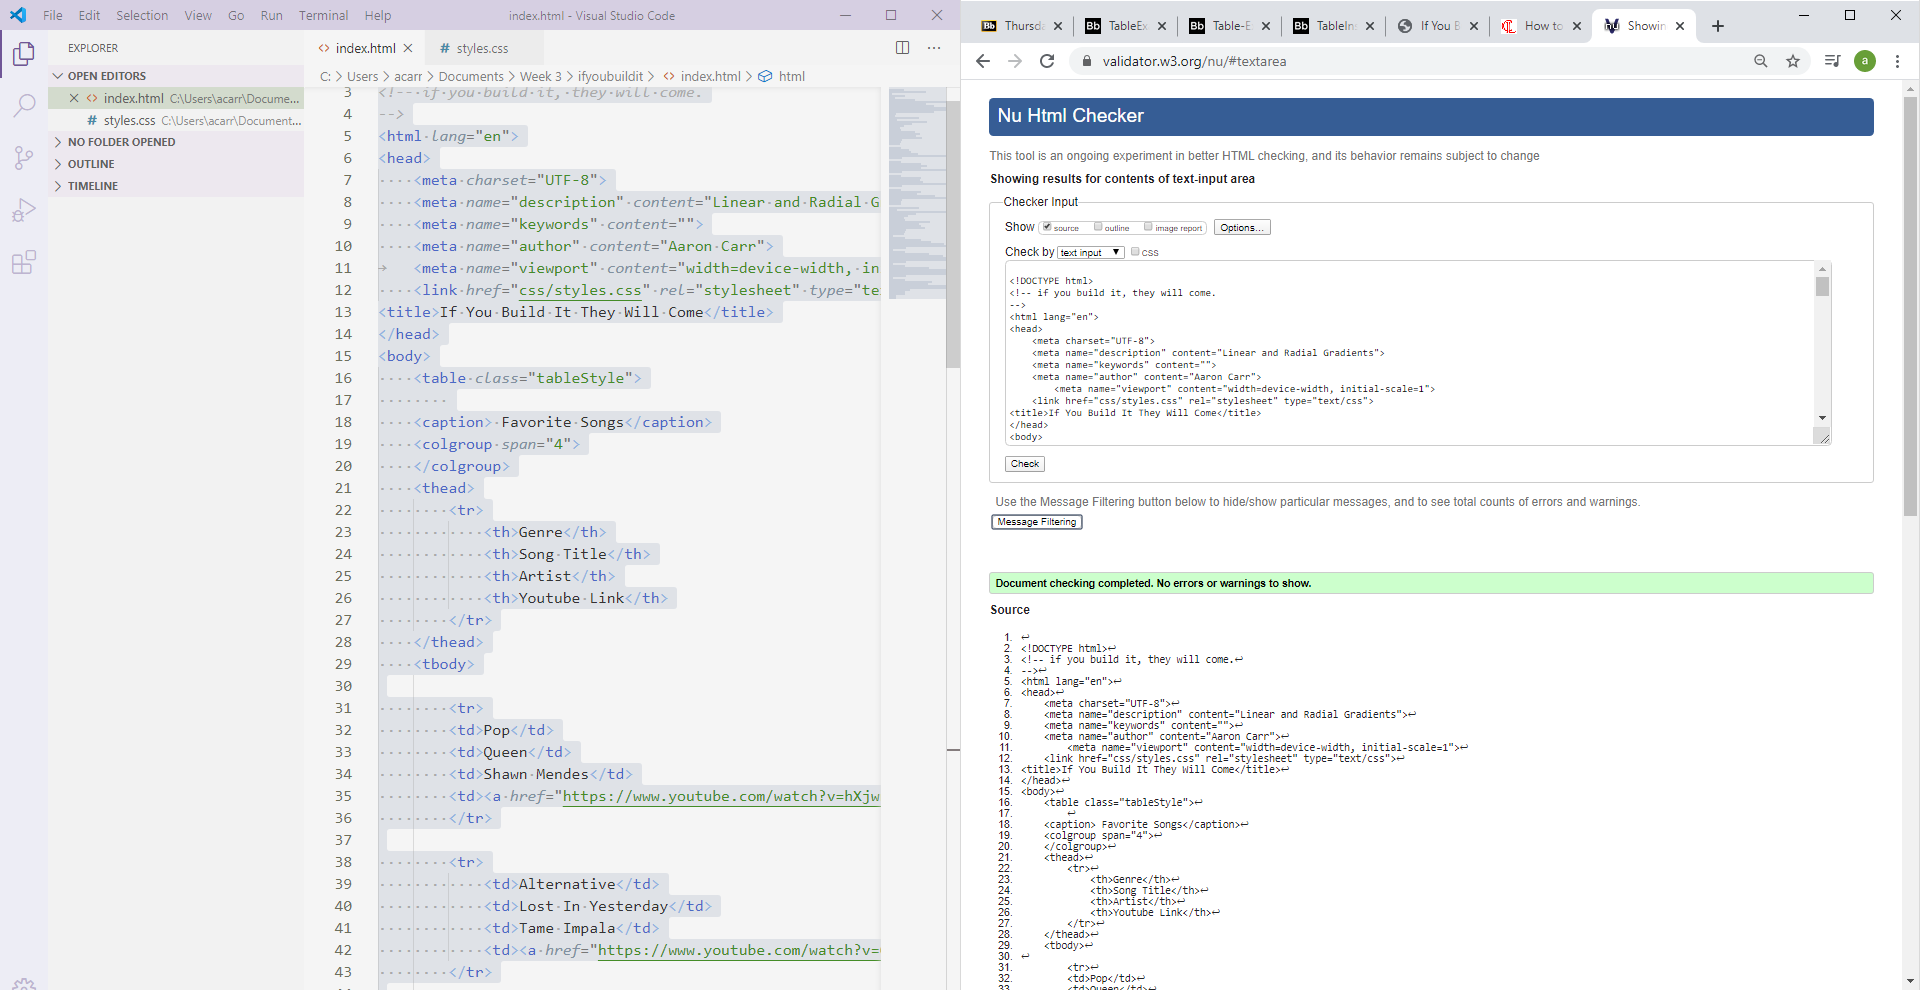 File Edit Selection View Go Run Terminal Help index.html - Visual Studio Code
EXPLORER
OPEN EDITORS
index.html C:\Users\acarr\Docume...
# styles.css C:\Users\acarr\Document...
NO FOLDER OPENED
OUTLINE
TIMELINE
<> index.html # styles.css
C: > Users > acarr > Documents > Week 3 > ifyoubuildit > <> index.html > html
3 <!-- if you build it, they will come.
4 -->
5 <html lang="en">
6 <head>
7 <meta charset="UTF-8">
8 <meta name="description" content="Linear and Radial G
9 <meta name="keywords" content="">
10 <meta name="author" content="Aaron Carr">
11 <meta name="viewport" content="width=device-width, in
12 <link href="css/styles.css" rel="stylesheet" type="te
13 <title>If You Build It They Will Come</title>
14 </head>
15 <body>
16 <table class="tableStyle">
17
18 <caption> Favorite Songs</caption>
19 <colgroup span="4">
20 </colgroup>
21 <thead>
22 <tr>
23 <th>Genre</th>
24 <th>Song Title</th>
25 <th>Artist</th>
26 <th>Youtube Link</th>
27 </tr>
28 </thead>
29 <tbody>
30
31 <tr>
32 <td>Pop</td>
33 <td>Queen</td>
34 <td>Shawn Mendes</td>
35 <td><a href="https://www.youtube.com/watch?v=hXjw
36 </tr>
37
38 <tr>
39 <td>Alternative</td>
40 <td>Lost In Yesterday</td>
41 <td>Tame Impala</td>
42 <td><a href="https://www.youtube.com/watch?v=
43 </tr>
Bb Thursd Bb TableEx Bb Table-E Bb TableIn If You B How to Showin
validator.w3.org/nu/#textarea
a
Nu Html Checker
This tool is an ongoing experiment in better HTML checking, and its behavior remains subject to change
Showing results for contents of text-input area
Checker Input
Show source outline image report Options...
Check by text input css
<!DOCTYPE html>
<!-- if you build it, they will come.
-->
<html lang="en">
<head>
<meta charset="UTF-8">
<meta name="description" content="Linear and Radial Gradients">
<meta name="keywords" content="">
<meta name="author" content="Aaron Carr">
<meta name="viewport" content="width=device-width, initial-scale=1">
<link href="css/styles.css" rel="stylesheet" type="text/css">
<title>If You Build It They Will Come</title>
</head>
<body>
Check
Use the Message Filtering button below to hide/show particular messages, and to see total counts of errors and warnings.
Message Filtering
Document checking completed. No errors or warnings to show.
Source
1. ↩
2. <!DOCTYPE html>↩
3. <!-- if you build it, they will come.↩
4. -->↩
5. <html lang="en">↩
6. <head>↩
7. <meta charset="UTF-8">↩
8. <meta name="description" content="Linear and Radial Gradients">↩
9. <meta name="keywords" content="">↩
10. <meta name="author" content="Aaron Carr">↩
11. <meta name="viewport" content="width=device-width, initial-scale=1">↩
12. <link href="css/styles.css" rel="stylesheet" type="text/css">↩
13. <title>If You Build It They Will Come</title>↩
14. </head>↩
15. <body>↩
16. <table class="tableStyle">↩
17. ↩
18. <caption> Favorite Songs</caption>↩
19. <colgroup span="4">↩
20. </colgroup>↩
21. <thead>↩
22. <tr>↩
23. <th>Genre</th>↩
24. <th>Song Title</th>↩
25. <th>Artist</th>↩
26. <th>Youtube Link</th>↩
27. </tr>↩
28. </thead>↩
29. <tbody>↩
30. ↩
31. <tr>↩
32. <td>Pop</td>↩
33. <td>Queen</td>↩